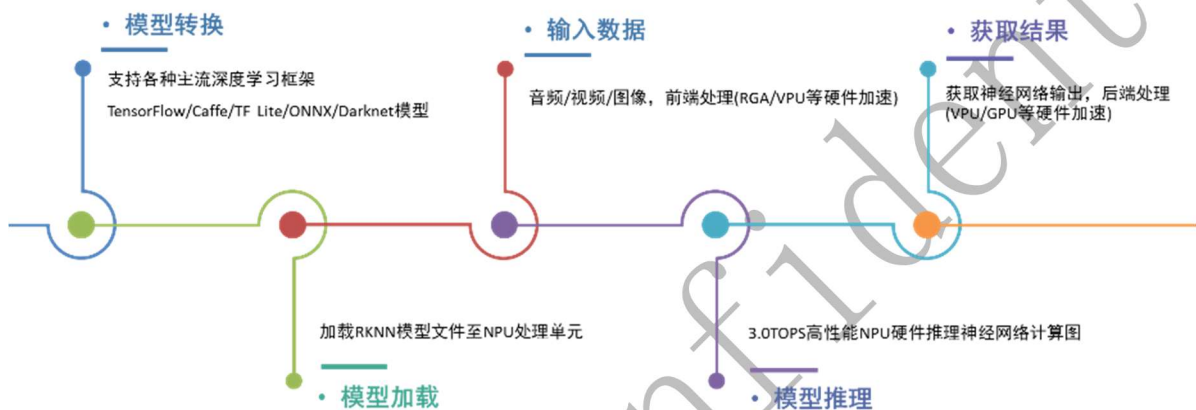 • 模型转换
支持各种主流深度学习框架
TensorFlow/Caffe/TF Lite/ONNX/Darknet模型
加载RKNN模型文件至NPU处理单元
• 模型加载
• 输入数据
音频/视频/图像，前端处理(RGA/VPU等硬件加速)
3.0TOPS高性能NPU硬件推理神经网络计算图
• 模型推理
• 获取结果
获取神经网络输出，后端处理
(VPU/GPU等硬件加速)
nfident